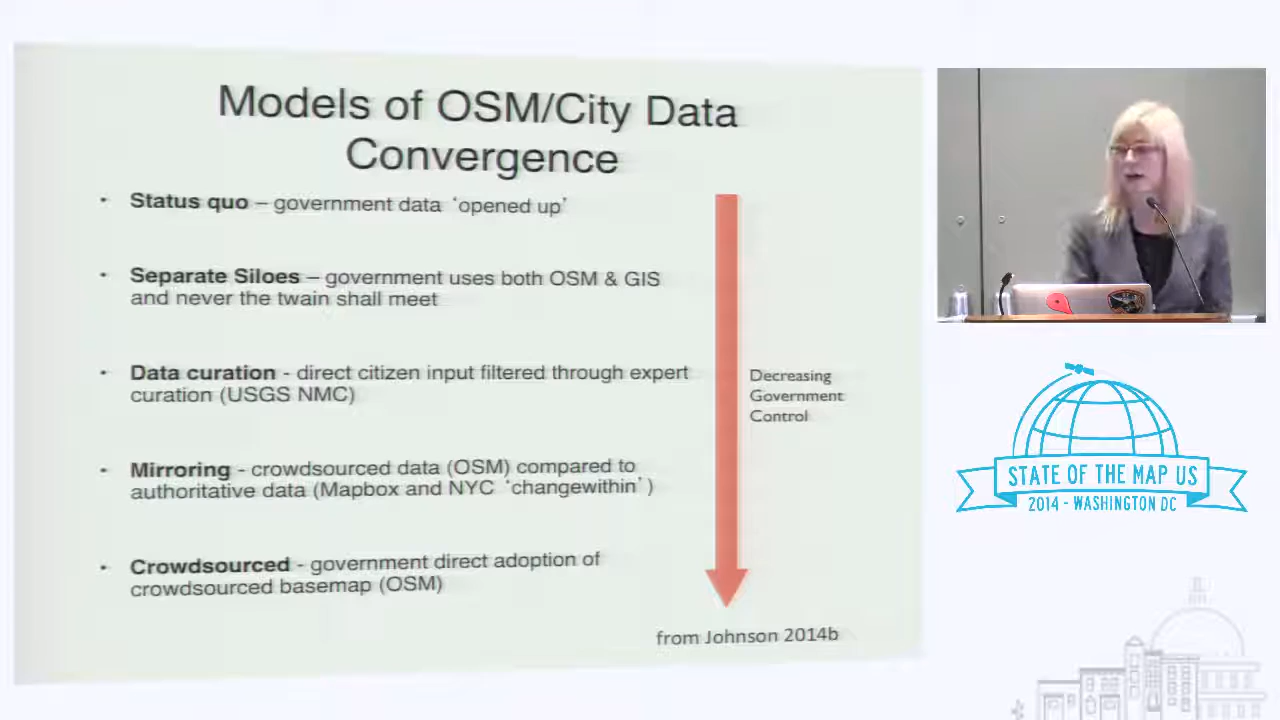 Models of OSM/City Data
Convergence
• Status quo – government data ‘opened up’
• Separate Siloes – government uses both OSM & GIS
and never the twain shall meet
• Data curation - direct citizen input filtered through expert
curation (USGS NMC)
• Mirroring - crowdsourced data (OSM) compared to
authoritative data (Mapbox and NYC ‘changewithin’ )
• Crowdsourced - government direct adoption of
crowdsourced basemap (OSM)
Decreasing
Government
Control
from Johnson 2014b
STATE OF THE MAP US
2014 - WASHINGTON DC